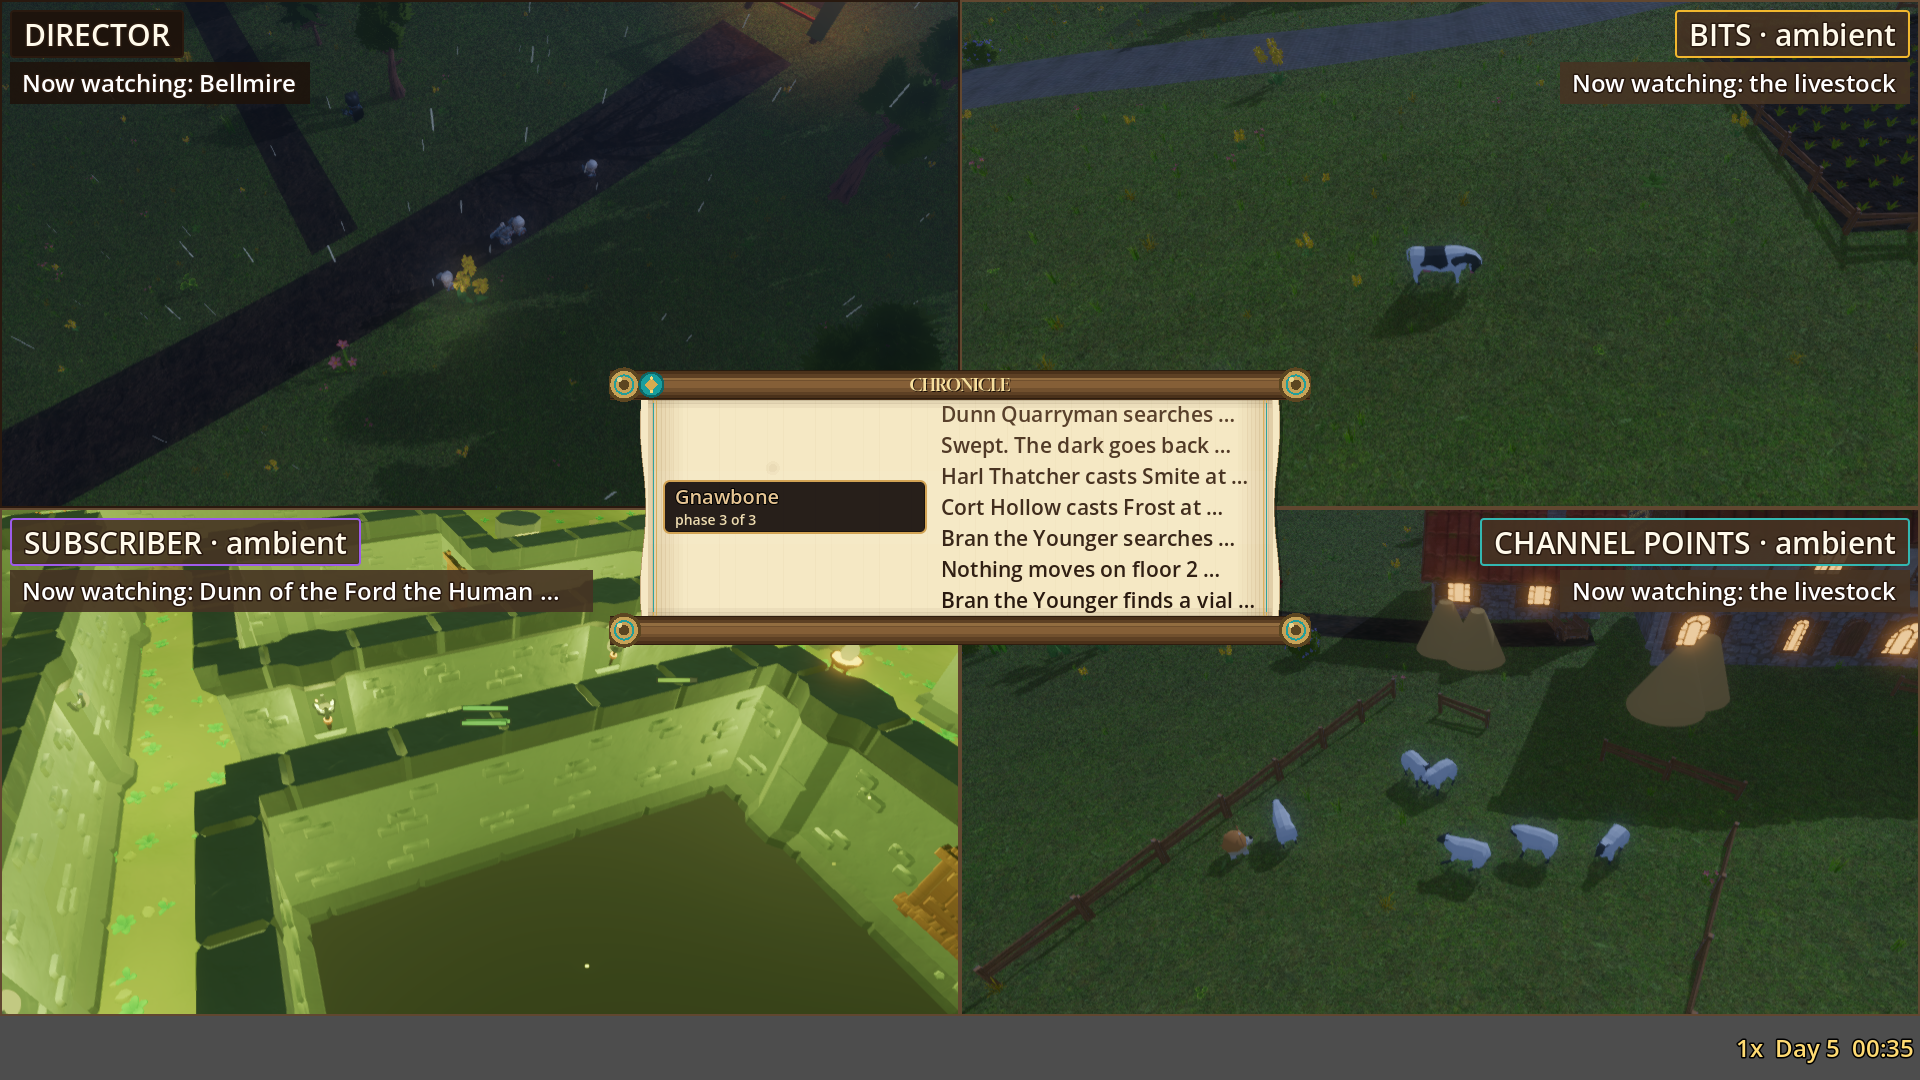 DIRECTOR
Now watching: Bellmire
BITS · ambient
Now watching: the livestock
CHRONICLE
Gnawbone
phase 3 of 3
Dunn Quarryman searches ...
Swept. The dark goes back ...
Harl Thatcher casts Smite at ...
Cort Hollow casts Frost at ...
Bran the Younger searches ...
Nothing moves on floor 2 ...
Bran the Younger finds a vial ...
SUBSCRIBER · ambient
Now watching: Dunn of the Ford the Human ...
CHANNEL POINTS · ambient
Now watching: the livestock
1x Day 5 00:35